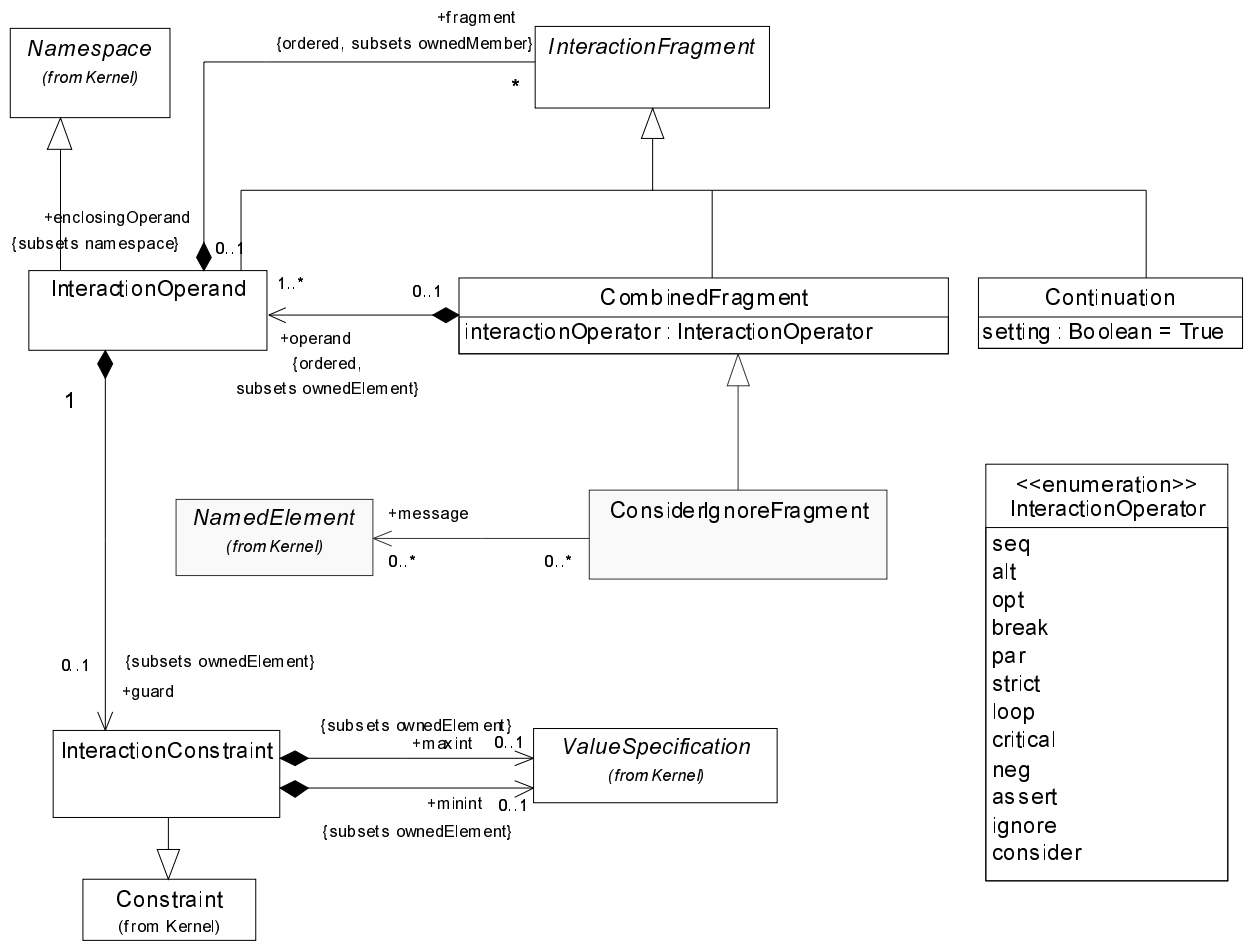 +fragment
{ordered, subsets ownedMember}
*
Namespace
(from Kernel)
InteractionFragment
+enclosingOperand
{subsets namespace}
0..1
InteractionOperand
1..*
0..1
+operand
{ordered,
subsets ownedElement}
CombinedFragment
interactionOperator : InteractionOperator
Continuation
setting : Boolean = True
1
NamedElement
(from Kernel)
+message
0..*
0..*
ConsiderIgnoreFragment
<<enumeration>>
InteractionOperator
seq
alt
opt
break
par
strict
loop
critical
neg
assert
ignore
consider
0..1
{subsets ownedElement}
+guard
InteractionConstraint
{subsets ownedElement}
+maxint
0..1
+minint
0..1
{subsets ownedElement}
ValueSpecification
(from Kernel)
Constraint
(from Kernel)